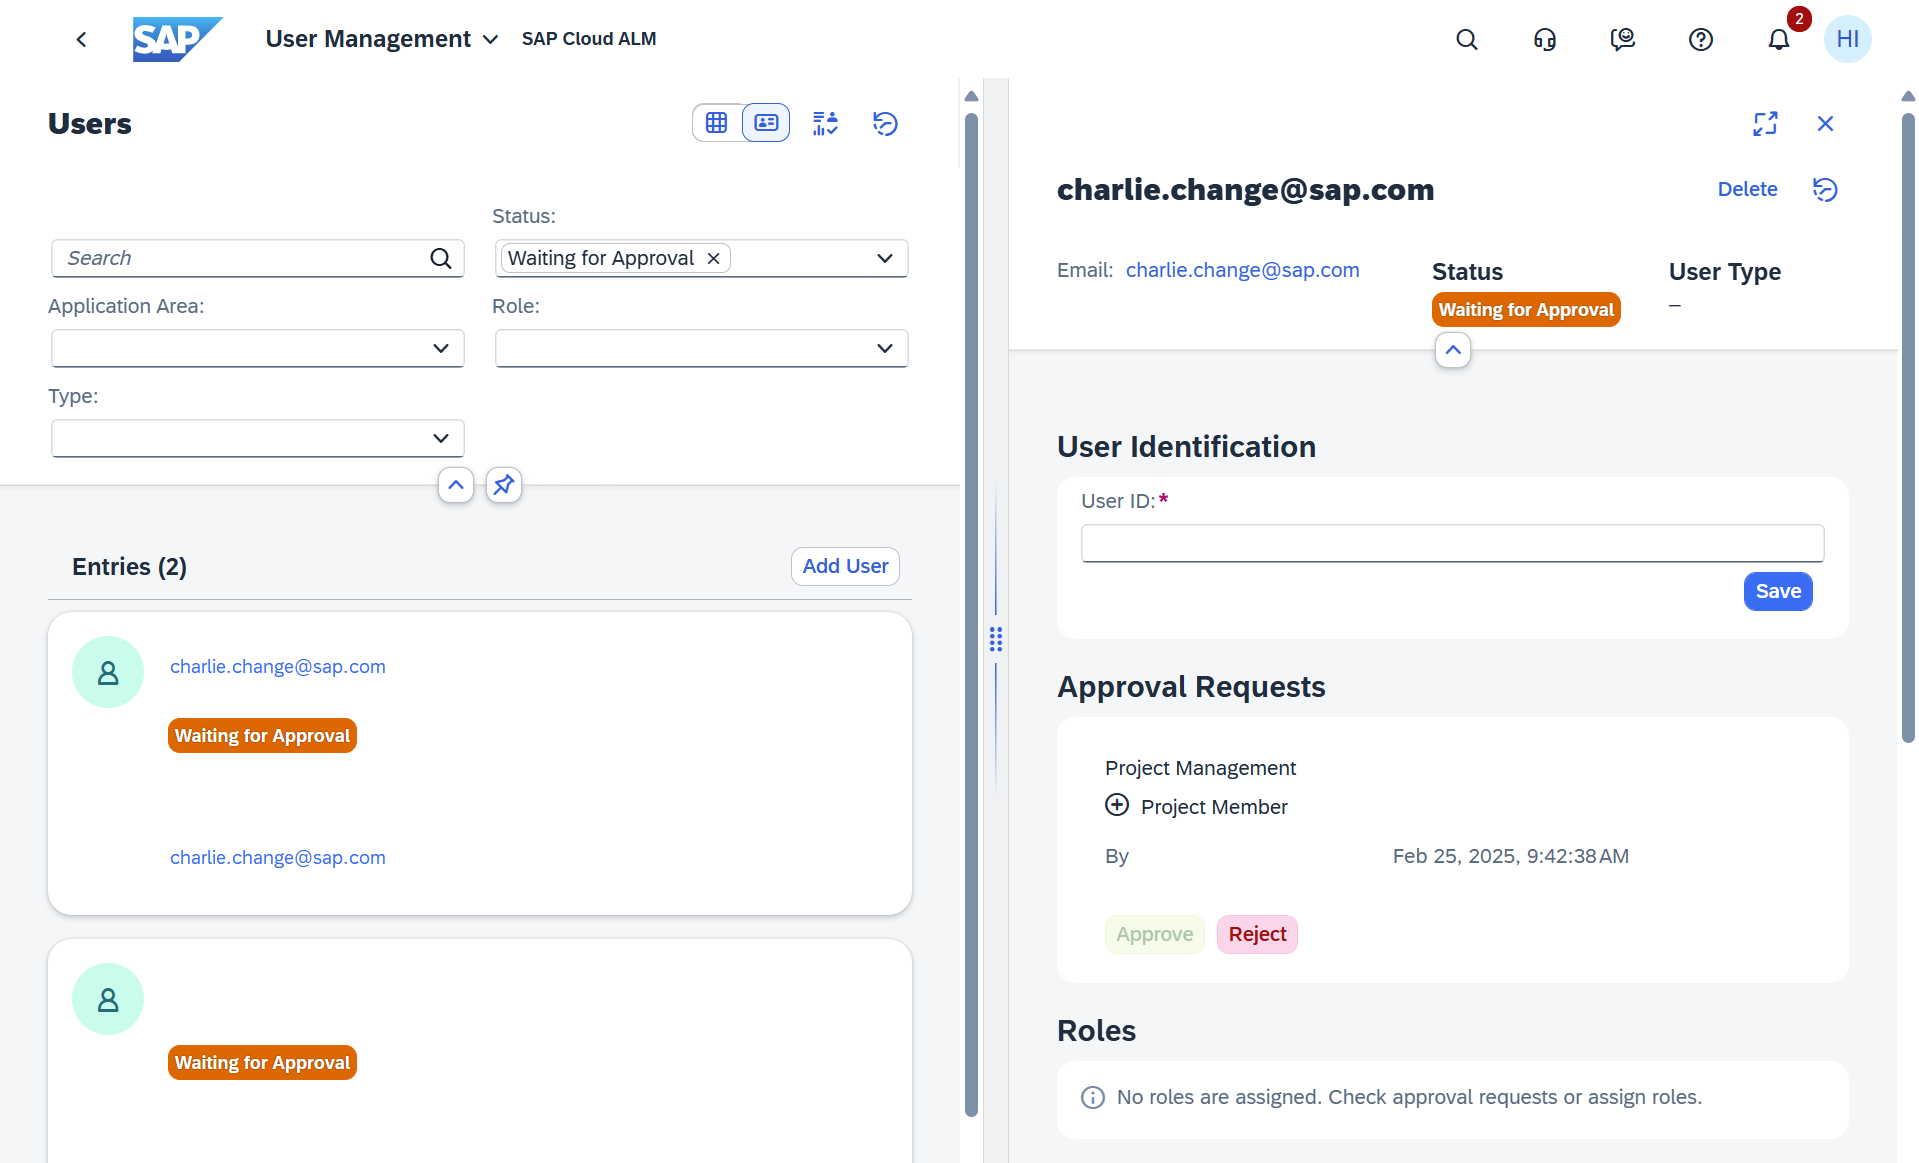 SAP
User Management
SAP Cloud ALM
2
HI
Users
Status:
Search
Waiting for Approval
Application Area:
Role:
Type:
Entries (2)
Add User
charlie.change@sap.com
Waiting for Approval
charlie.change@sap.com
Waiting for Approval
charlie.change@sap.com
Delete
Email: charlie.change@sap.com
Status
Waiting for Approval
User Type
–
User Identification
User ID:*
Save
Approval Requests
Project Management
Project Member
By
Feb 25, 2025, 9:42:38 AM
Approve
Reject
Roles
No roles are assigned. Check approval requests or assign roles.